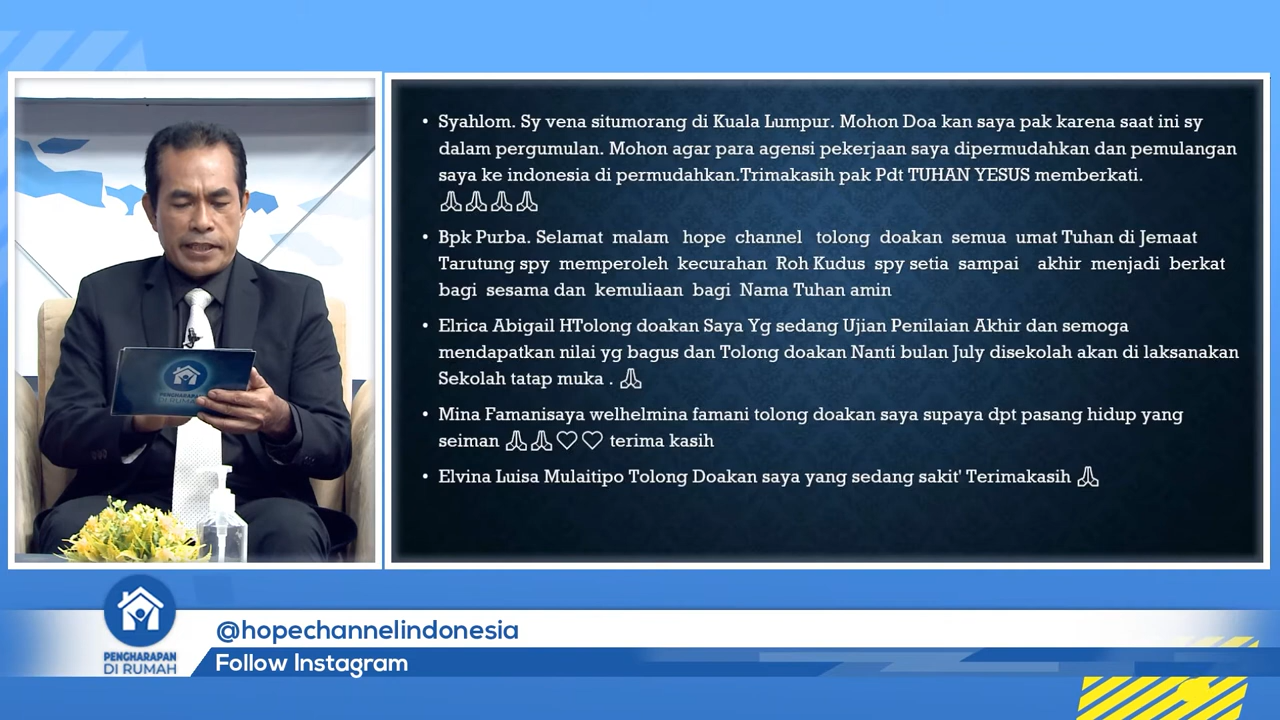 Syahlom. Sy vena situmorang di Kuala Lumpur. Mohon Doa kan saya pak karena saat ini sy
dalam pergumulan. Mohon agar para agensi pekerjaan saya dipermudahkan dan pemulangan
saya ke indonesia di permudahkan.Trimakasih pak Pdt TUHAN YESUS memberkati.
🙏🙏🙏🙏
Bpk Purba. Selamat malam hope channel tolong doakan semua umat Tuhan di Jemaat
Tarutung spy memperoleh kecurahan Roh Kudus spy setia sampai akhir menjadi berkat
bagi sesama dan kemuliaan bagi Nama Tuhan amin
Elrica Abigail HTolong doakan Saya Yg sedang Ujian Penilaian Akhir dan semoga
mendapatkan nilai yg bagus dan Tolong doakan Nanti bulan July disekolah akan di laksanakan
Sekolah tatap muka . 🙏
Mina Famanisaya welhelmina famani tolong doakan saya supaya dpt pasang hidup yang
seiman 🙏🙏♡♡ terima kasih
Elvina Luisa Mulaitipo Tolong Doakan saya yang sedang sakit' Terimakasih 🙏
PENGHARAPAN
DI RUMAH
@hopechannelindonesia
Follow Instagram
PENGHARAPAN
DI RUMAH